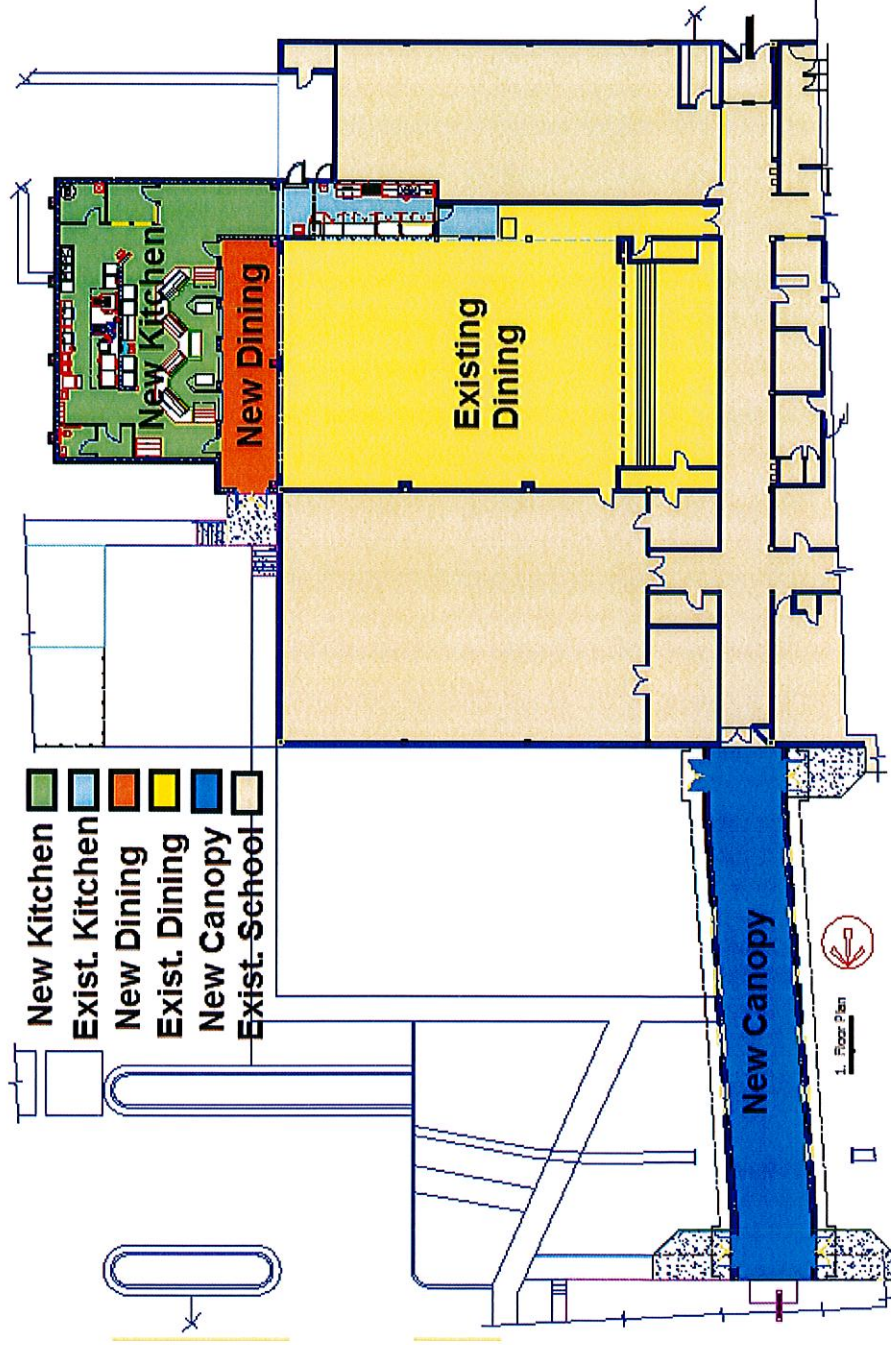 New Kitchen
Exist. Kitchen
New Dining
Exist. Dining
New Canopy
Exist. School
New Kitchen
New Dining
Existing
Dining
New Canopy
1. Floor Plan